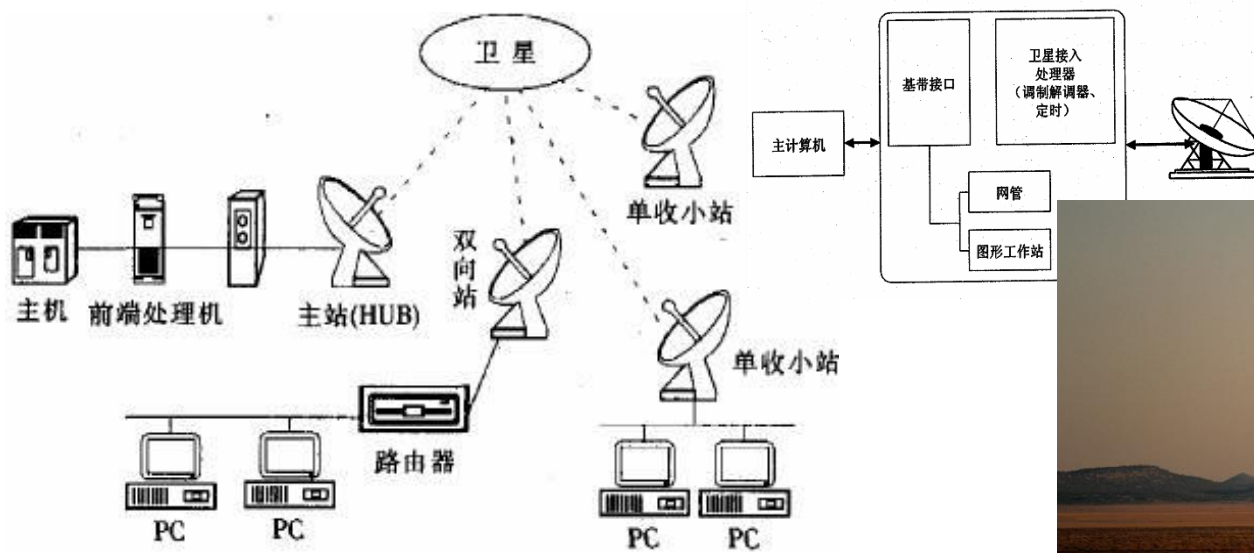 卫星
单收小站
双
向
站
主机
前端处理机
主站(HUB)
单收小站
路由器
PC
PC
PC
PC
主计算机
基带接口
卫星接入
处理器
(调制解调器、
定时)
网管
图形工作站